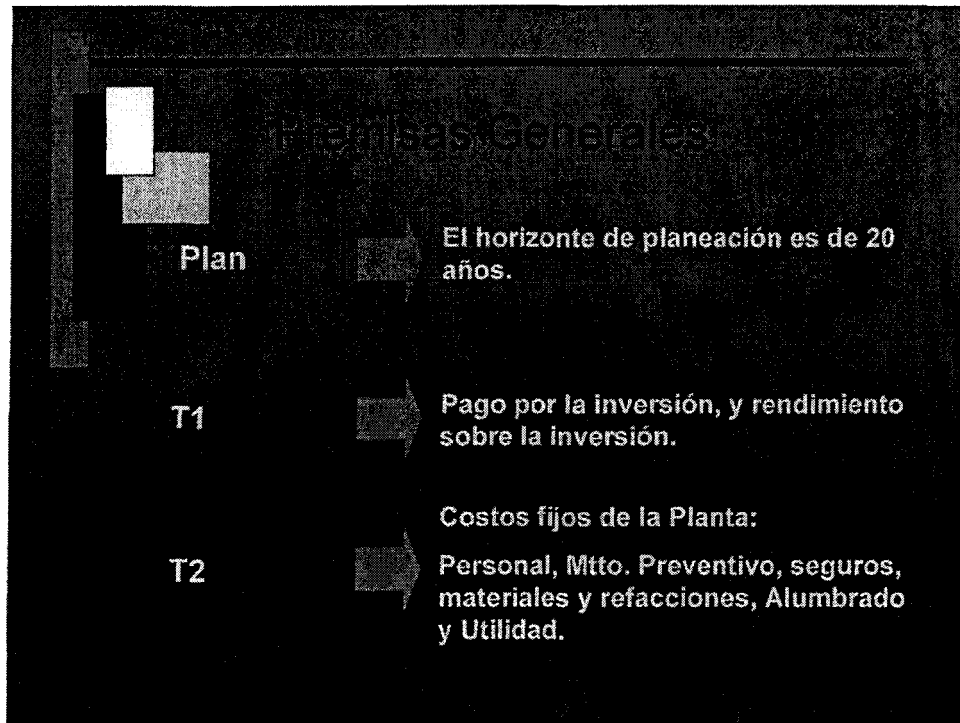 Premisas Generales
Plan
El horizonte de planeación es de 20
años.
T1
Pago por la inversión, y rendimiento
sobre la inversión.
T2
Costos fijos de la Planta:
Personal, Mtto. Preventivo, seguros,
materiales y refacciones, Alumbrado
y Utilidad.